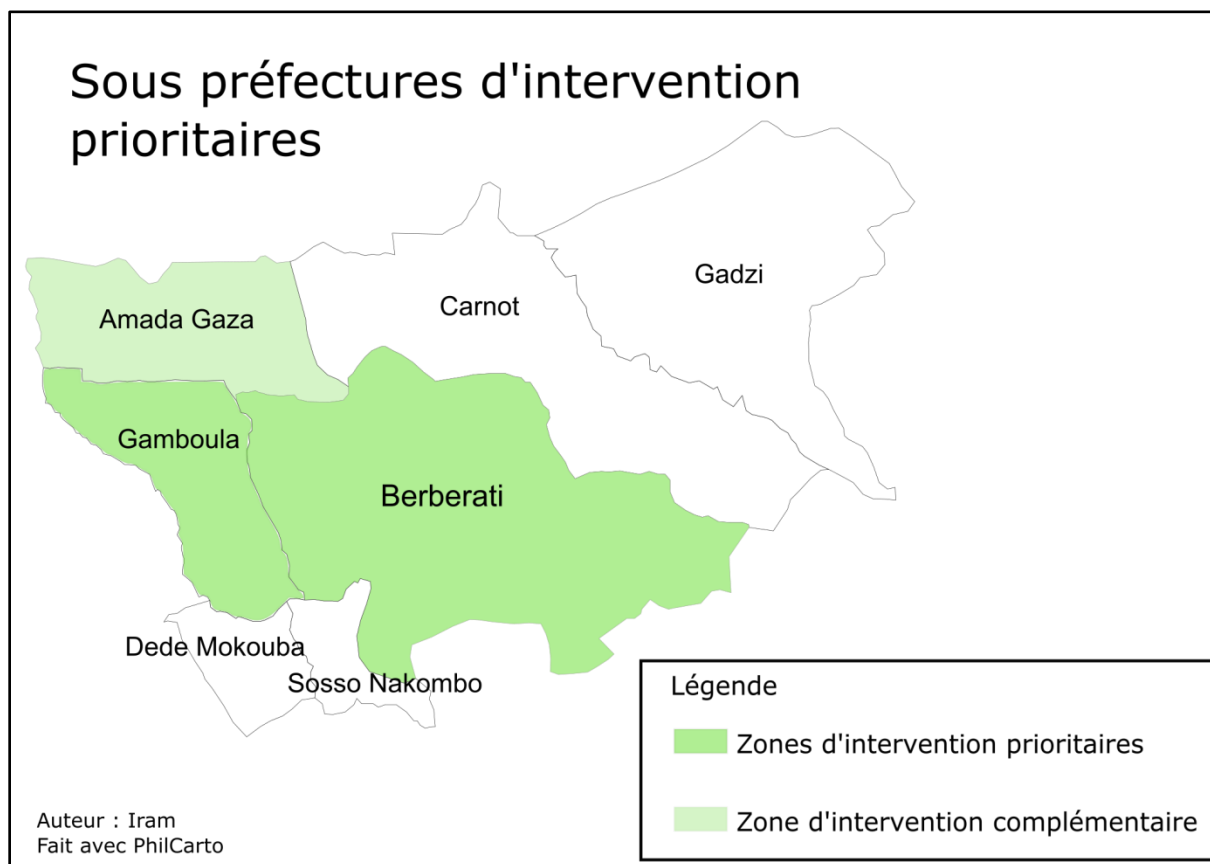 Sous préfectures d'intervention
prioritaires
Gadzi
Carnot
Amada Gaza
Gamboula
Berberati
Dede Mokouba
Sosso Nakombo
Légende
Zones d'intervention prioritaires
Zone d'intervention complémentaire
Auteur : Iram
Fait avec PhilCarto